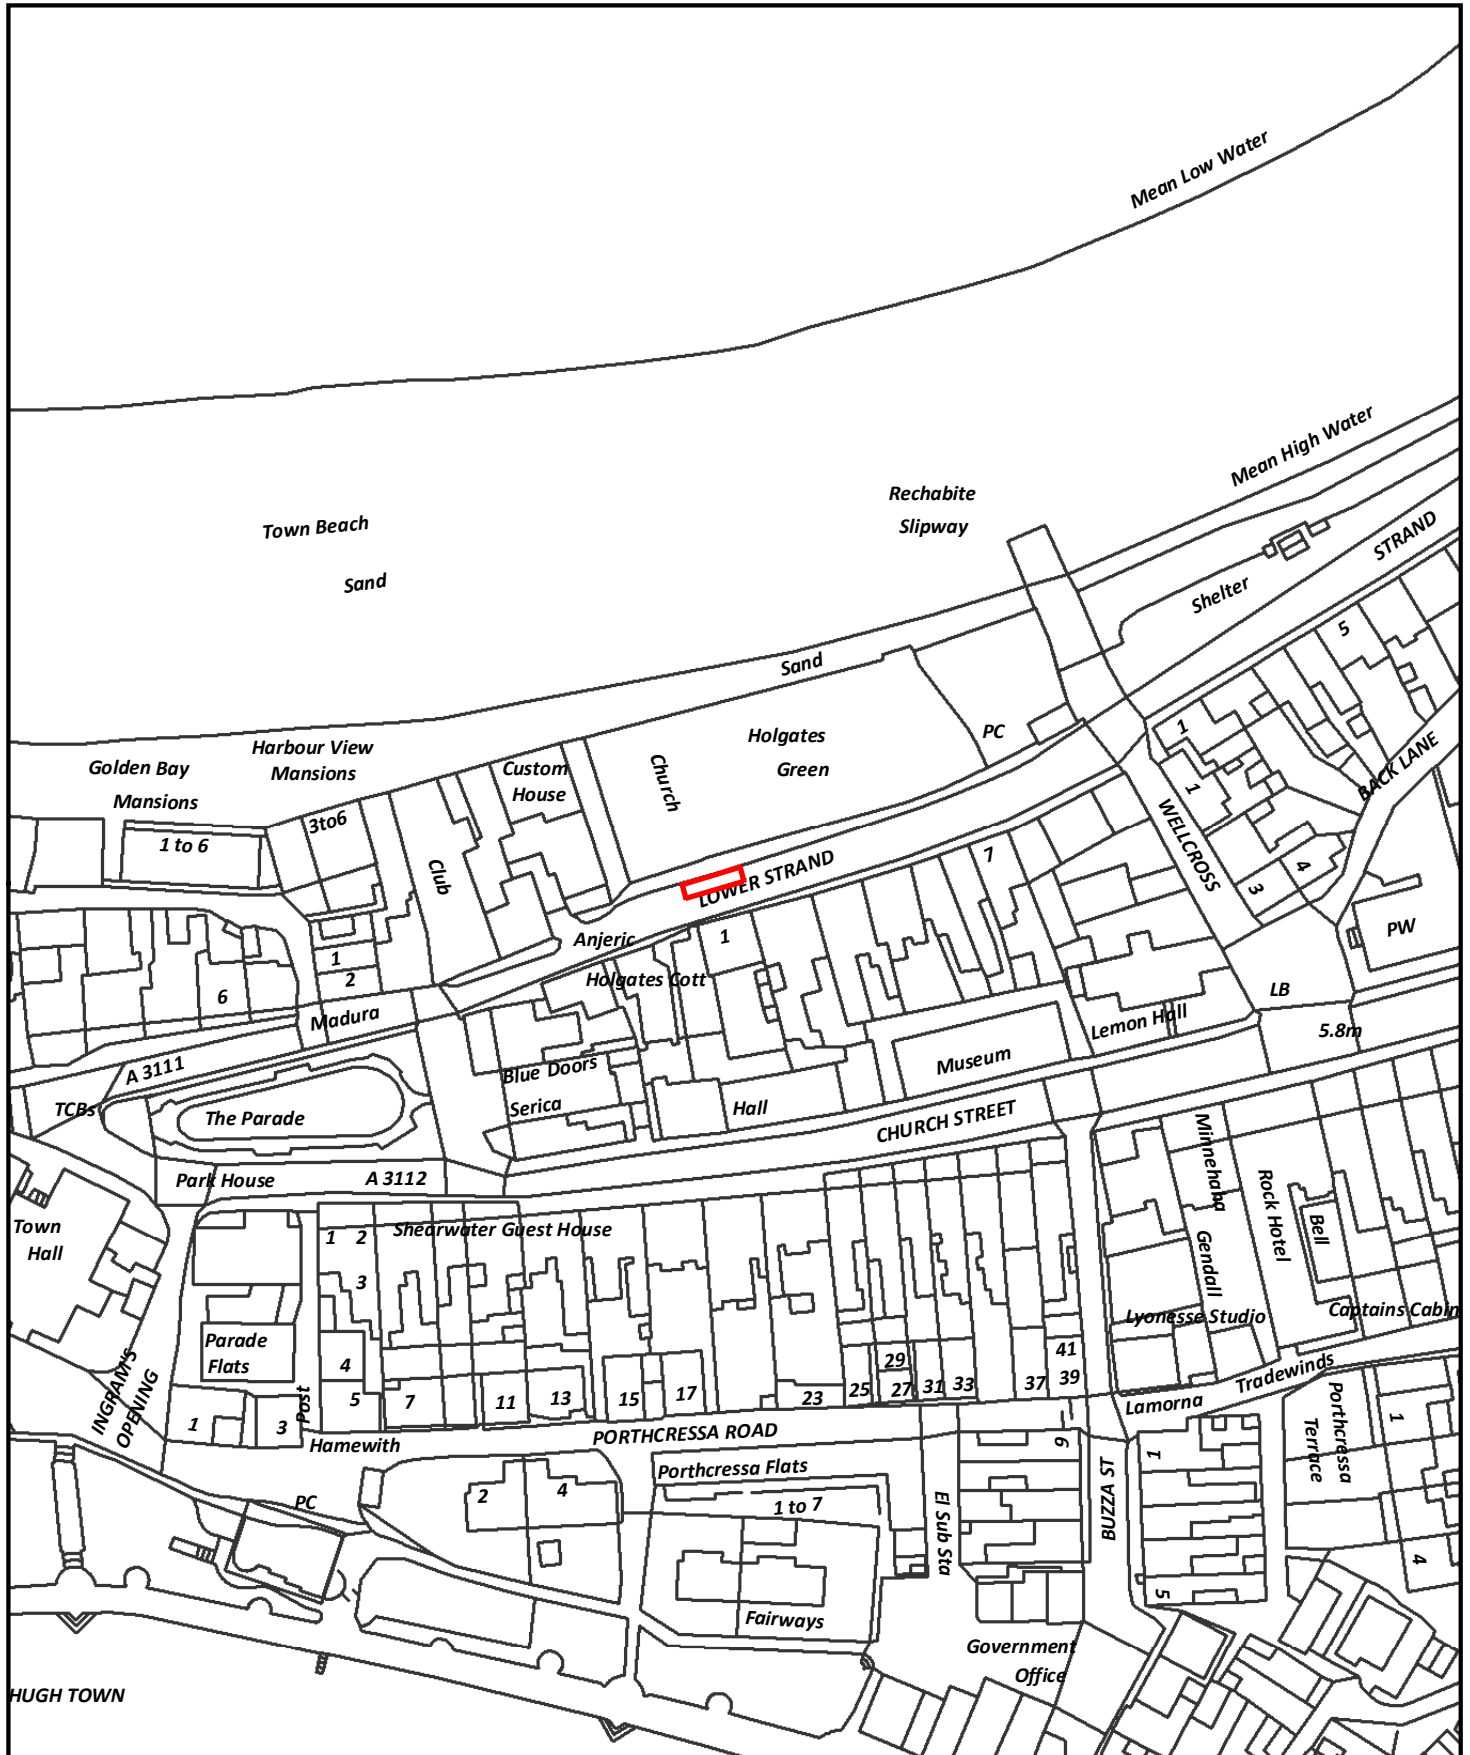 Mean Low Water
Mean High Water
Rechabite
Slipway
Town Beach
Sand
STRAND
Shelter
5
Sand
PC
Holgates
Green
Harbour View
Mansions
Golden Bay
Mansions
Custom
House
Church
1
1
BACK LANE
3to6
1 to 6
Club
WELLCROSS
7
LOWER STRAND
4
3
PW
Anjeric
1
Holgates Cott
1
2
6
LB
Madura
Lemon Hall
5.8m
Museum
A 3111
Blue Doors
Serica
TCBs
The Parade
Hall
CHURCH STREET
Minnehaha
Park House
A 3112
Rock Hotel
Bell
Town
Hall
1
2
Shearwater Guest House
3
Gendall
Lyonesse Studio
Captains Cabin
Parade
Flats
4
29
41
INGRAM'S
OPENING
Post
5
7
11
13
15
17
23
25
27
31
33
37
39
Tradewinds
Lamorna
Porthcressa
Terrace
1
1
3
Hamewith
PORTHCRESSA ROAD
6
1
BUZZA ST
Porthcressa Flats
1 to 7
2
4
PC
El Sub Sta
4
5
Fairways
Government
Office
HUGH TOWN